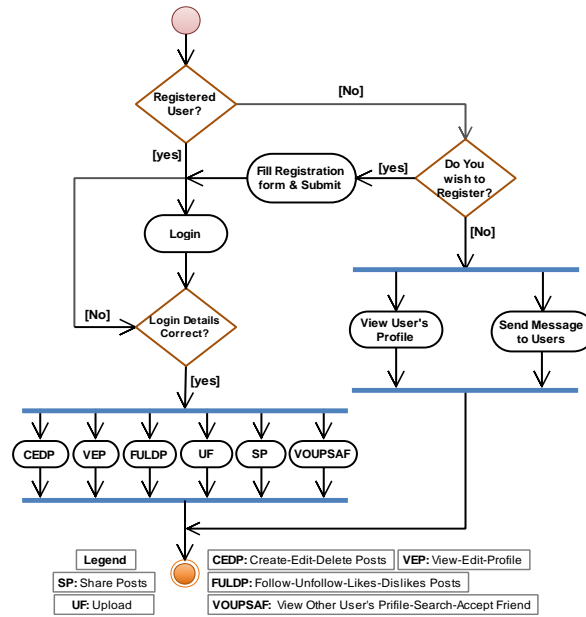 Registered
User?
[No]
[yes]
Fill Registration
form & Submit
[yes]
Do You
wish to
Register?
Login
[No]
[No]
Login Details
Correct?
View User's
Profile
Send Message
to Users
[yes]
CEDP
VEP
FULDP
UF
SP
VOUPSAF
Legend
CEDP: Create-Edit-Delete Posts
VEP: View-Edit-Profile
SP: Share Posts
FULDP: Follow-Unfollow-Likes-Dislikes Posts
UF: Upload
VOUPSAF: View Other User's Prifile-Search-Accept Friend